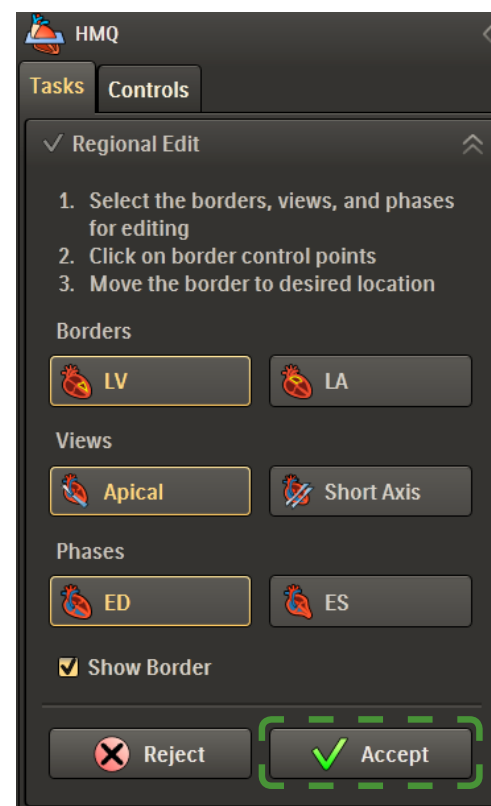 HMQ
Tasks Controls
Regional Edit
1. Select the borders, views, and phases
for editing
2. Click on border control points
3. Move the border to desired location
Borders
LV LA
Views
Apical Short Axis
Phases
ED ES
Show Border
Reject Accept